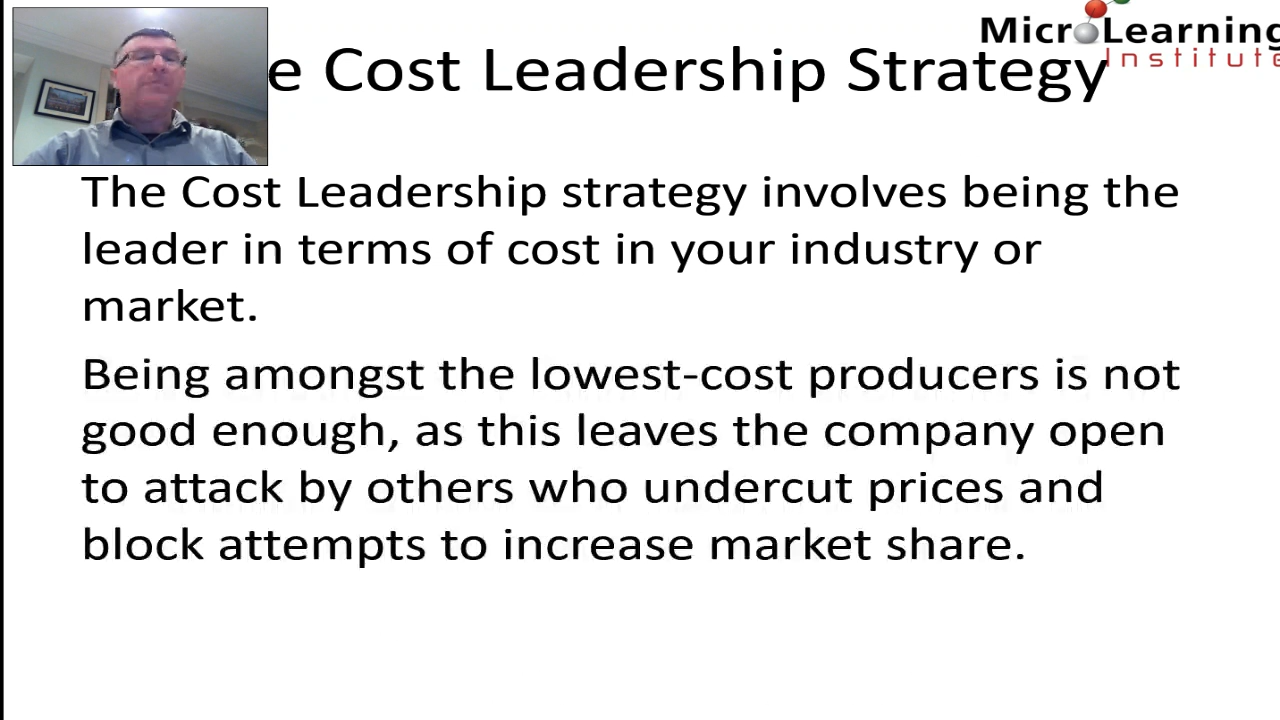 e Cost Leadership Strategy
MicroLearning
Institute
The Cost Leadership strategy involves being the
leader in terms of cost in your industry or
market.
Being amongst the lowest-cost producers is not
good enough, as this leaves the company open
to attack by others who undercut prices and
block attempts to increase market share.